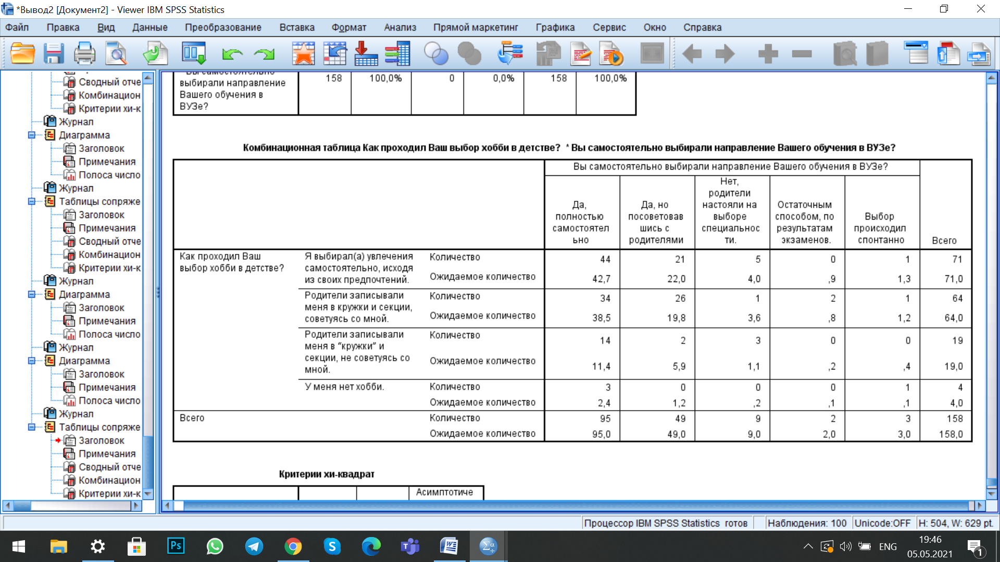 *Вывод2 [Документ2] - Viewer IBM SPSS Statistics
Файл Правка Вид Данные Преобразование Вставка Формат Анализ Прямой маркетинг Графика Сервис Окно Справка
Сводный отче
Комбинацион
Критерии хи-к
Журнал
Диаграмма
Заголовок
Примечания
Полоса число
Журнал
Таблицы сопряже
Заголовок
Примечания
Сводный отче
Комбинацион
Критерии хи-к
Журнал
Диаграмма
Заголовок
Примечания
Полоса число
Журнал
Диаграмма
Заголовок
Примечания
Полоса число
Журнал
Таблицы сопряже
Заголовок
Примечания
Сводный отче
Комбинацион
Критерии хи-к
Вы самостоятельно
выбирали направление
Вашего обучения в
ВУЗе?
158 100,0% 0 0,0% 158 100,0%
Комбинационная таблица Как проходил Ваш выбор хобби в детстве? * Вы самостоятельно выбирали направление Вашего обучения в ВУЗе?
Вы самостоятельно выбирали направление Вашего обучения в ВУЗе?
Да,
полностью
самостоятел
ьно
Да, но
посоветовав
шись с
родителями
Нет,
родители
настояли на
выборе
специальнос
ти.
Остаточным
способом, по
результатам
экзаменов.
Выбор
происходил
спонтанно
Всего
Как проходил Ваш
выбор хобби в детстве?
Я выбирал(а) увлечения
самостоятельно, исходя
из своих предпочтений.
Количество 44 21 5 0 1 71
Ожидаемое количество 42,7 22,0 4,0 ,9 1,3 71,0
Родители записывали
меня в кружки и секции,
советуясь со мной.
Количество 34 26 1 2 1 64
Ожидаемое количество 38,5 19,8 3,6 ,8 1,2 64,0
Родители записывали
меня в "кружки" и
секции, не советуясь со
мной.
Количество 14 2 3 0 0 19
Ожидаемое количество 11,4 5,9 1,1 ,2 ,4 19,0
У меня нет хобби.
Количество 3 0 0 0 1 4
Ожидаемое количество 2,4 1,2 ,2 ,1 ,1 4,0
Всего
Количество 95 49 9 2 3 158
Ожидаемое количество 95,0 49,0 9,0 2,0 3,0 158,0
Критерии хи-квадрат
Асимптотиче
Процессор IBM SPSS Statistics готов Наблюдения: 100 Unicode:OFF H: 504, W: 629 pt.
Ps
ENG
19:46
05.05.2021
1